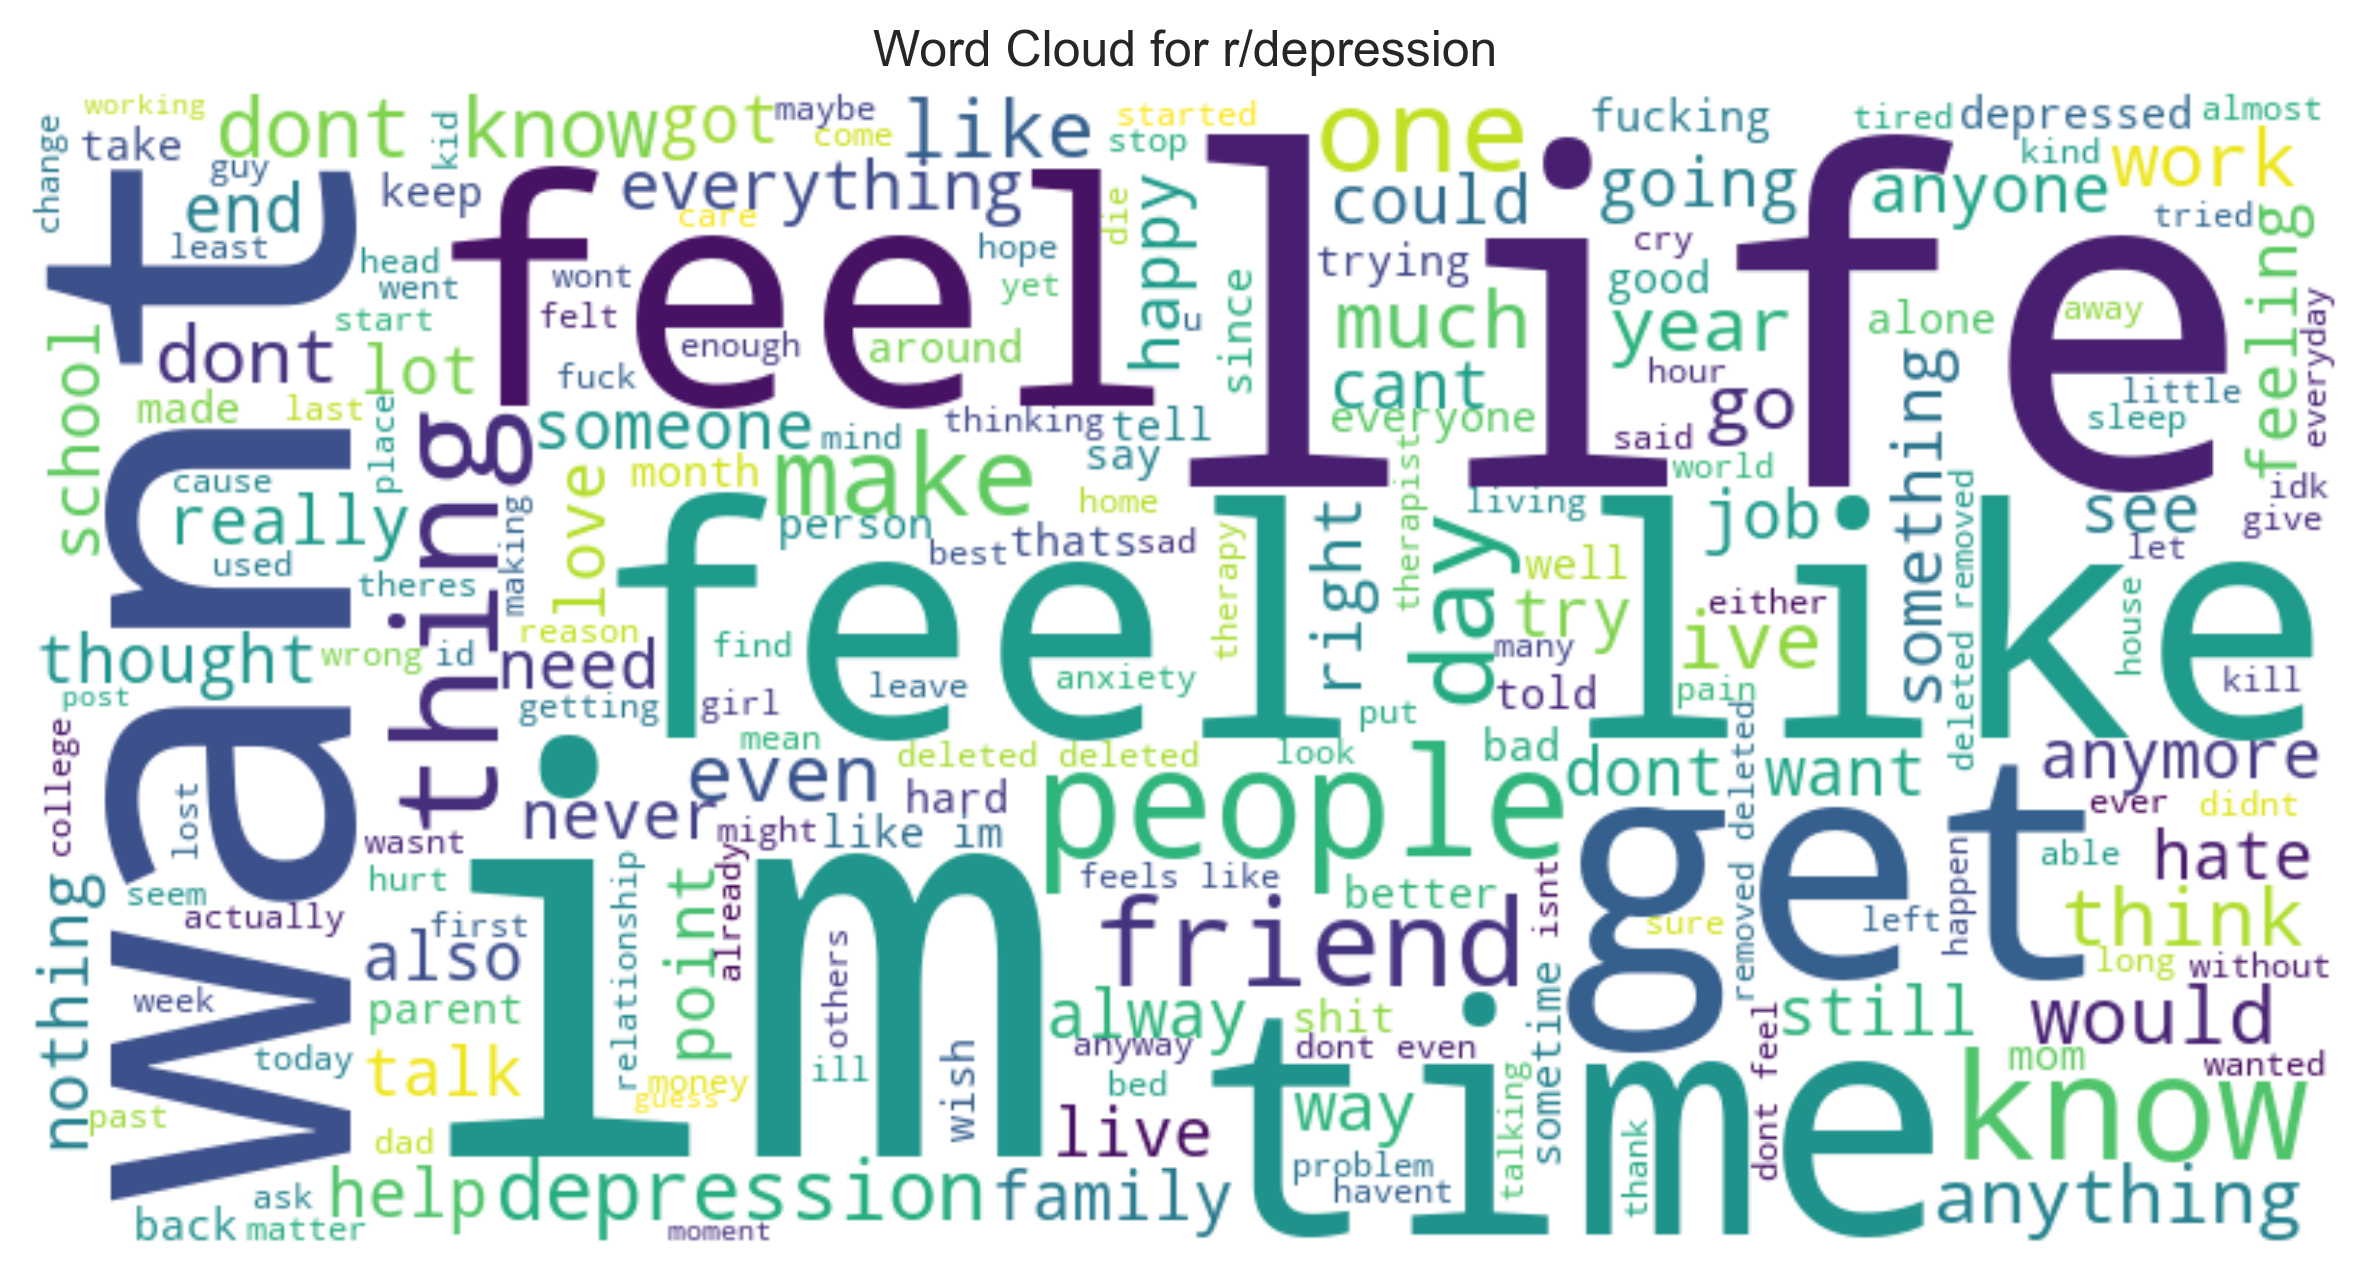 Word Cloud for r/depression
working
dont know
got
maybe
come
like
started
stop
one
fucking
tired
depressed
almost
change
take
kid
guy
end
keep
everything
care
could
going
kind
anyone
work
least
head
went
wont
felt
hope
yet
die
happy
since
trying
cry
good
tried
feeling
want
feel
life
u
start
dont
lot
school
fuck
enough
around
much
year
alone
away
everyday
hour
cant
go
little
sleep
made
last
place
thing
someone
mind
thinking
tell
everyone
said
something
say
world
cause
really
month
make
home
therapist
living
job
see
idk
give
let
used
theres
making
love
person
best
thats
sad
therapy
right
day
well
feel like
deleted removed
reason
find
try
either
live
house
thought
wrong
id
need
leave
anxiety
many
told
pain
kill
post
getting
girl
put
college
lost
mean
deleted deleted
look
bad
dont want
removed deleted
anymore
even
hard
people
get
ever
didnt
never
might
like im
wasnt
im
hurt
already
feels like
better
isnt
happen
able
hate
nothing
seem
actually
first
also
relationship
point
others
friend
sure
left
think
long
without
week
parent
alway
shit
sometime
still
would
today
talk
money
guess
ill
wish
anyway
dont even
dont feel
mom
wanted
past
dad
bed
live
way
time
talking
thank
know
help
depression
family
problem
havent
anything
back
ask
matter
moment